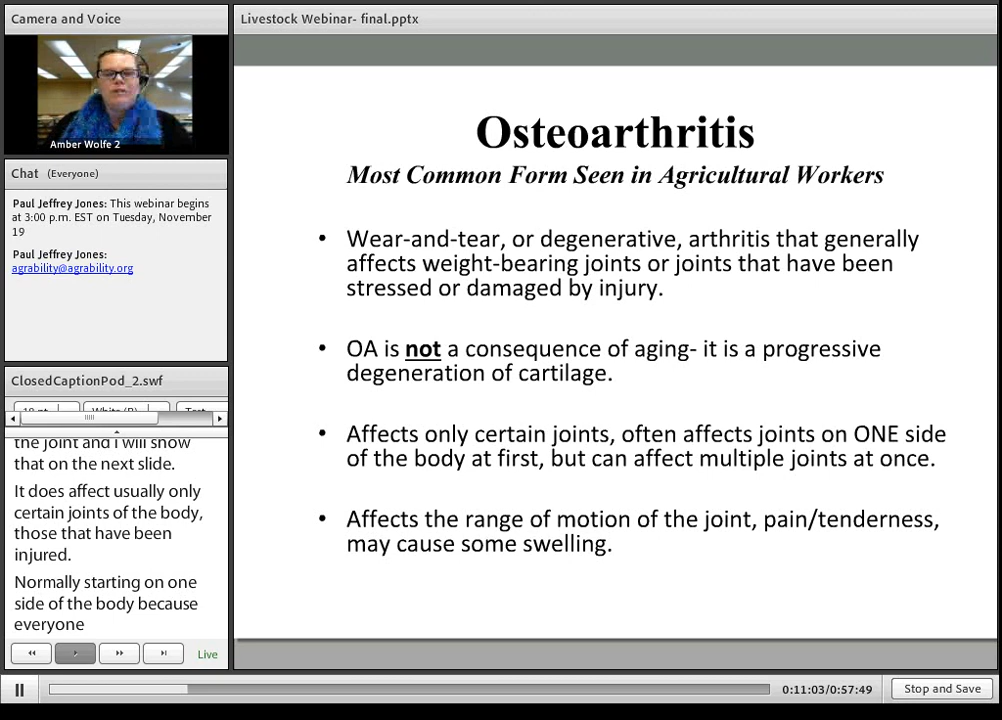 Camera and Voice
Amber Wolfe 2
Chat (Everyone)
Paul Jeffrey Jones: This webinar begins
at 3:00 p.m. EST on Tuesday, November
19
Paul Jeffrey Jones:
agrability@agrability.org
ClosedCaptionPod_2.swf
the joint and I will show
that on the next slide.
It does affect usually only
certain joints of the body,
those that have been
injured.
Normally starting on one
side of the body because
everyone
Live
Livestock Webinar- final.pptx
Osteoarthritis
Most Common Form Seen in Agricultural Workers
• Wear-and-tear, or degenerative, arthritis that generally
affects weight-bearing joints or joints that have been
stressed or damaged by injury.
• OA is not a consequence of aging- it is a progressive
degeneration of cartilage.
• Affects only certain joints, often affects joints on ONE side
of the body at first, but can affect multiple joints at once.
• Affects the range of motion of the joint, pain/tenderness,
may cause some swelling.
0:11:03/0:57:49
Stop and Save